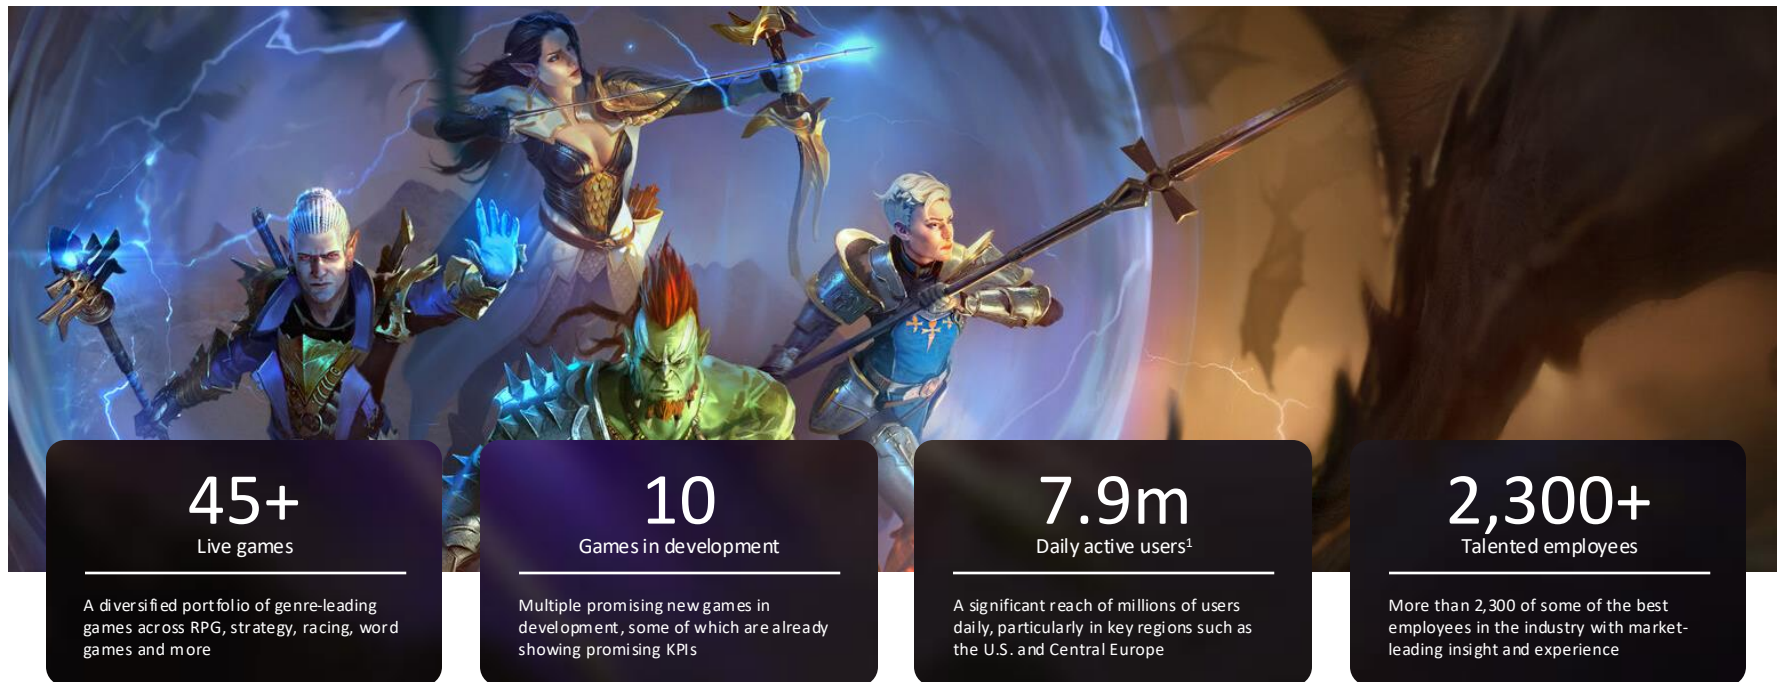 45+
Live games
A diversified portfolio of genre-leading
games across RPG, strategy, racing, word
games and more
10
Games in development
Multiple promising new games in
development, some of which are already
showing promising KPIs
7.9m
Daily active users¹
A significant reach of millions of users
daily, particularly in key regions such as
the U.S. and Central Europe
2,300+
Talented employees
More than 2,300 of some of the best
employees in the industry with market-
leading insight and experience